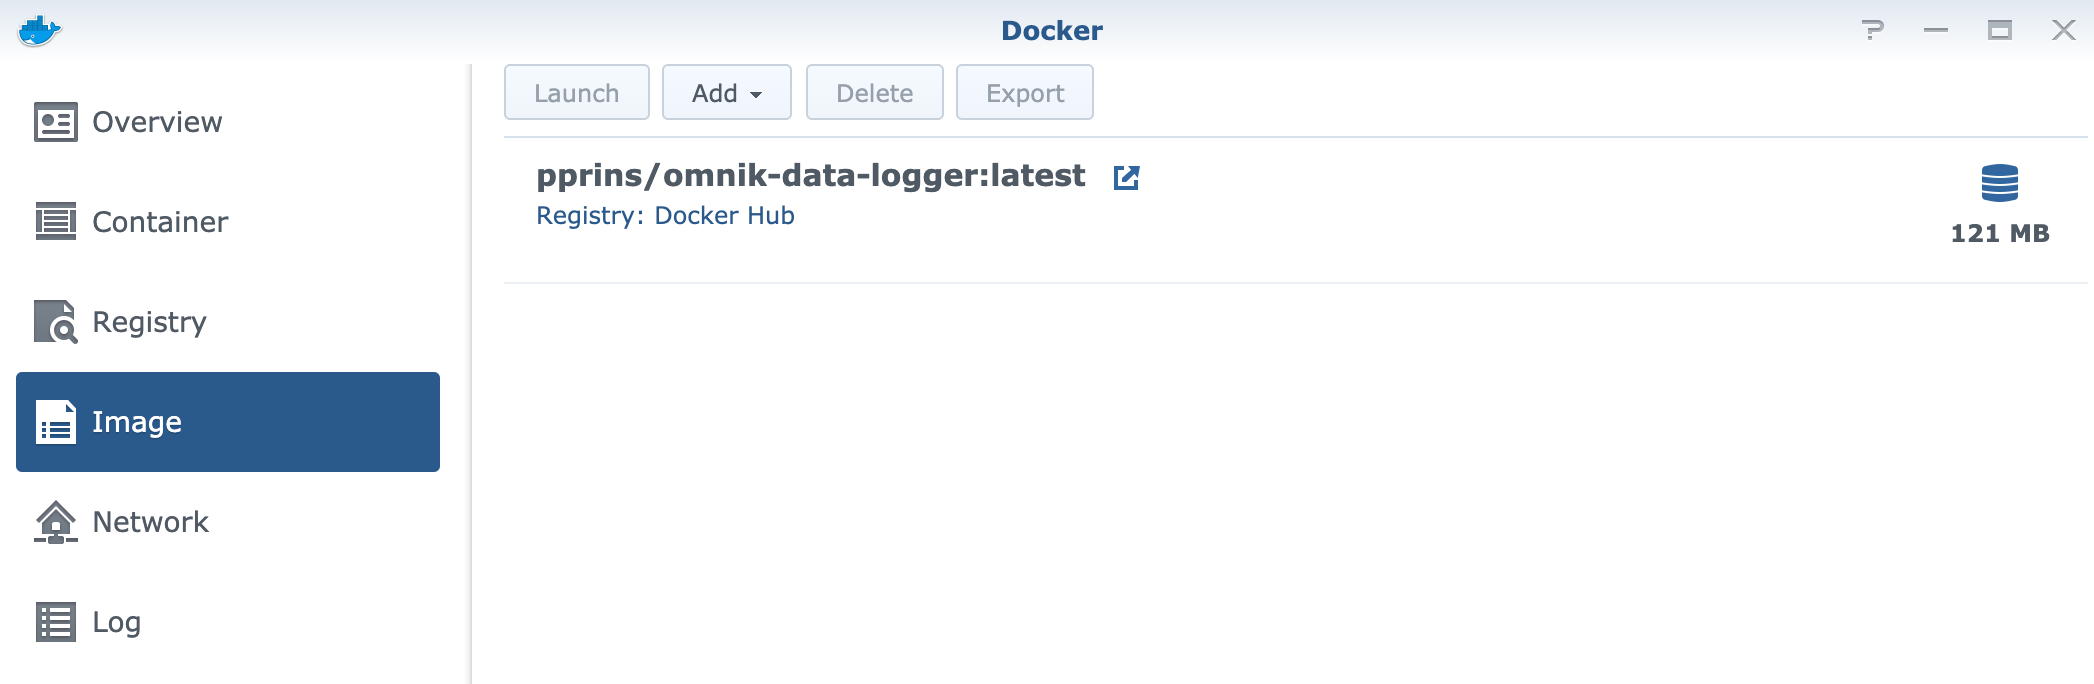 Docker
Overview
Container
Registry
Image
Network
Log
Launch Add Delete Export
pprins/omnik-data-logger:latest
Registry: Docker Hub
121 MB